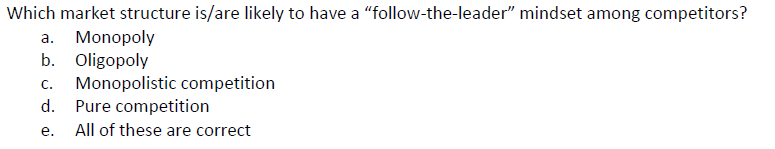 Which market structure is/are likely to have a “follow-the-leader” mindset among competitors?
a. Monopoly
b. Oligopoly
c. Monopolistic competition
d. Pure competition
e. All of these are correct